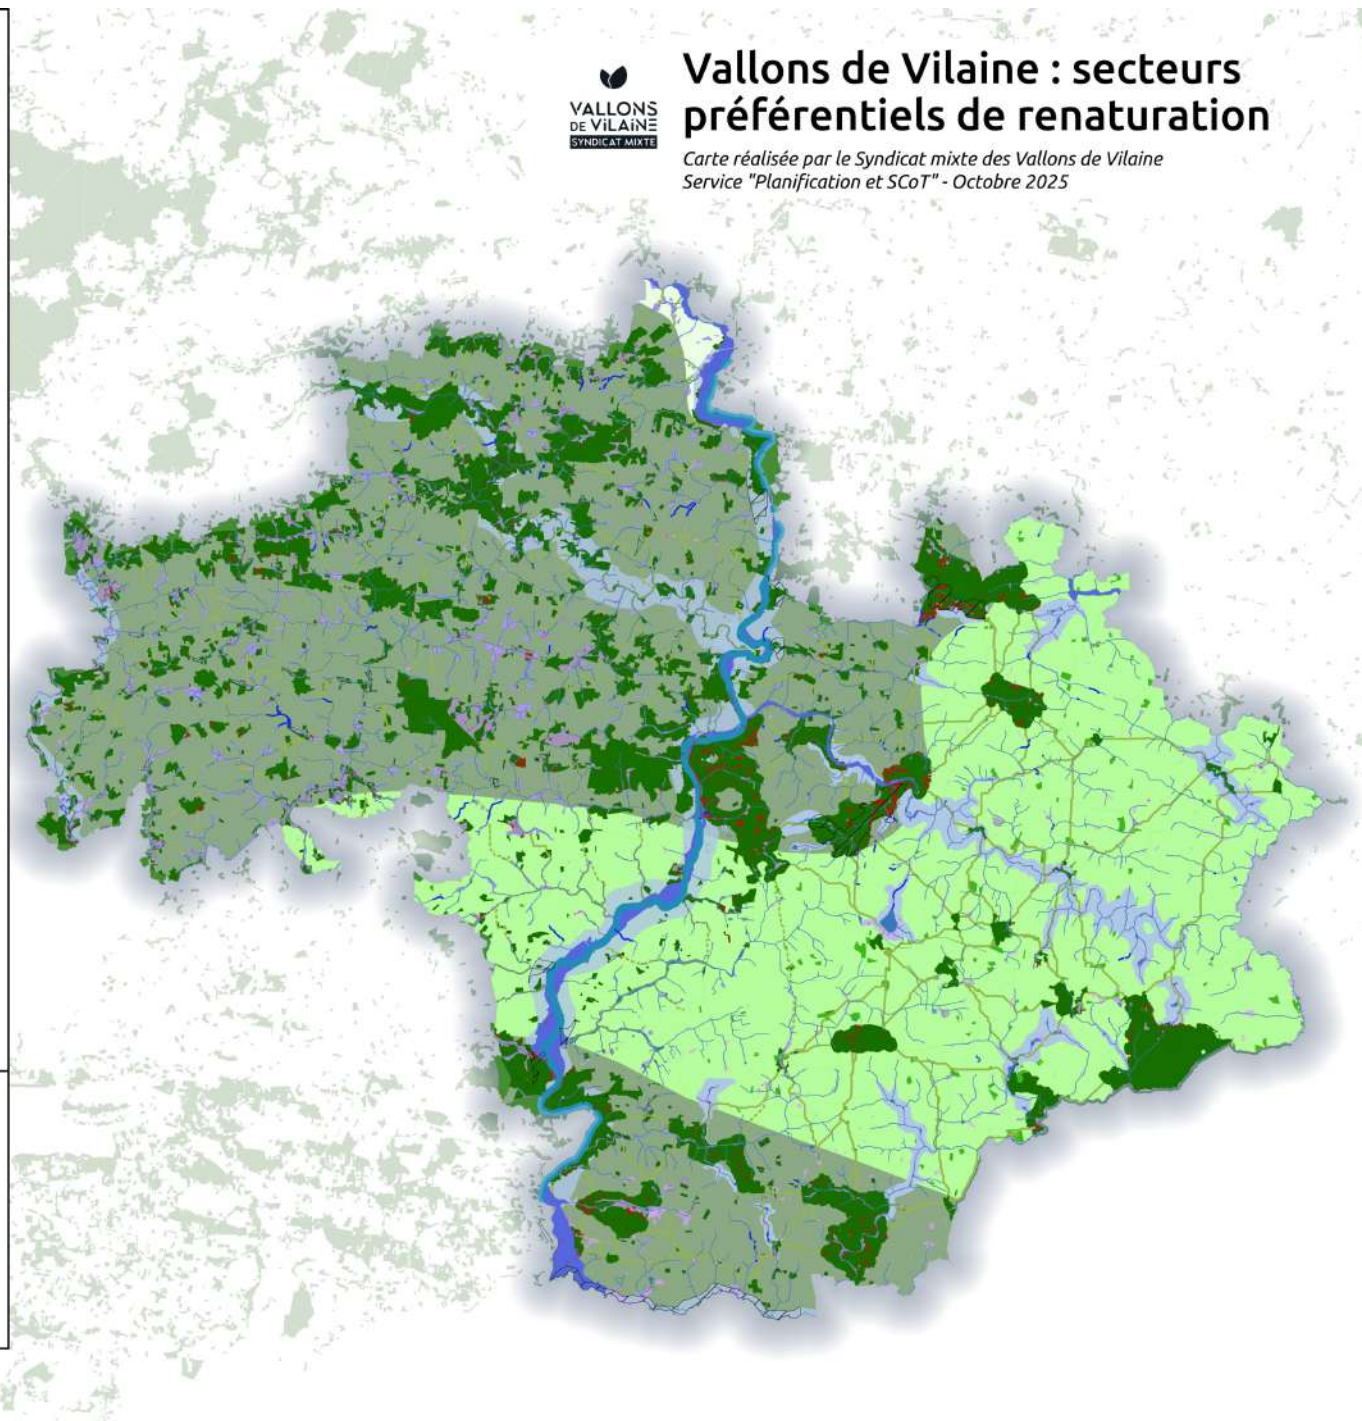 Vallons de Vilaine : secteurs
préférentiels de renaturation
VALLONS
DE ViLAiNE
SYNDICAT MIXTE
Carte réalisée par le Syndicat mixte des Vallons de Vilaine
Service "Planification et SCoT" - Octobre 2025